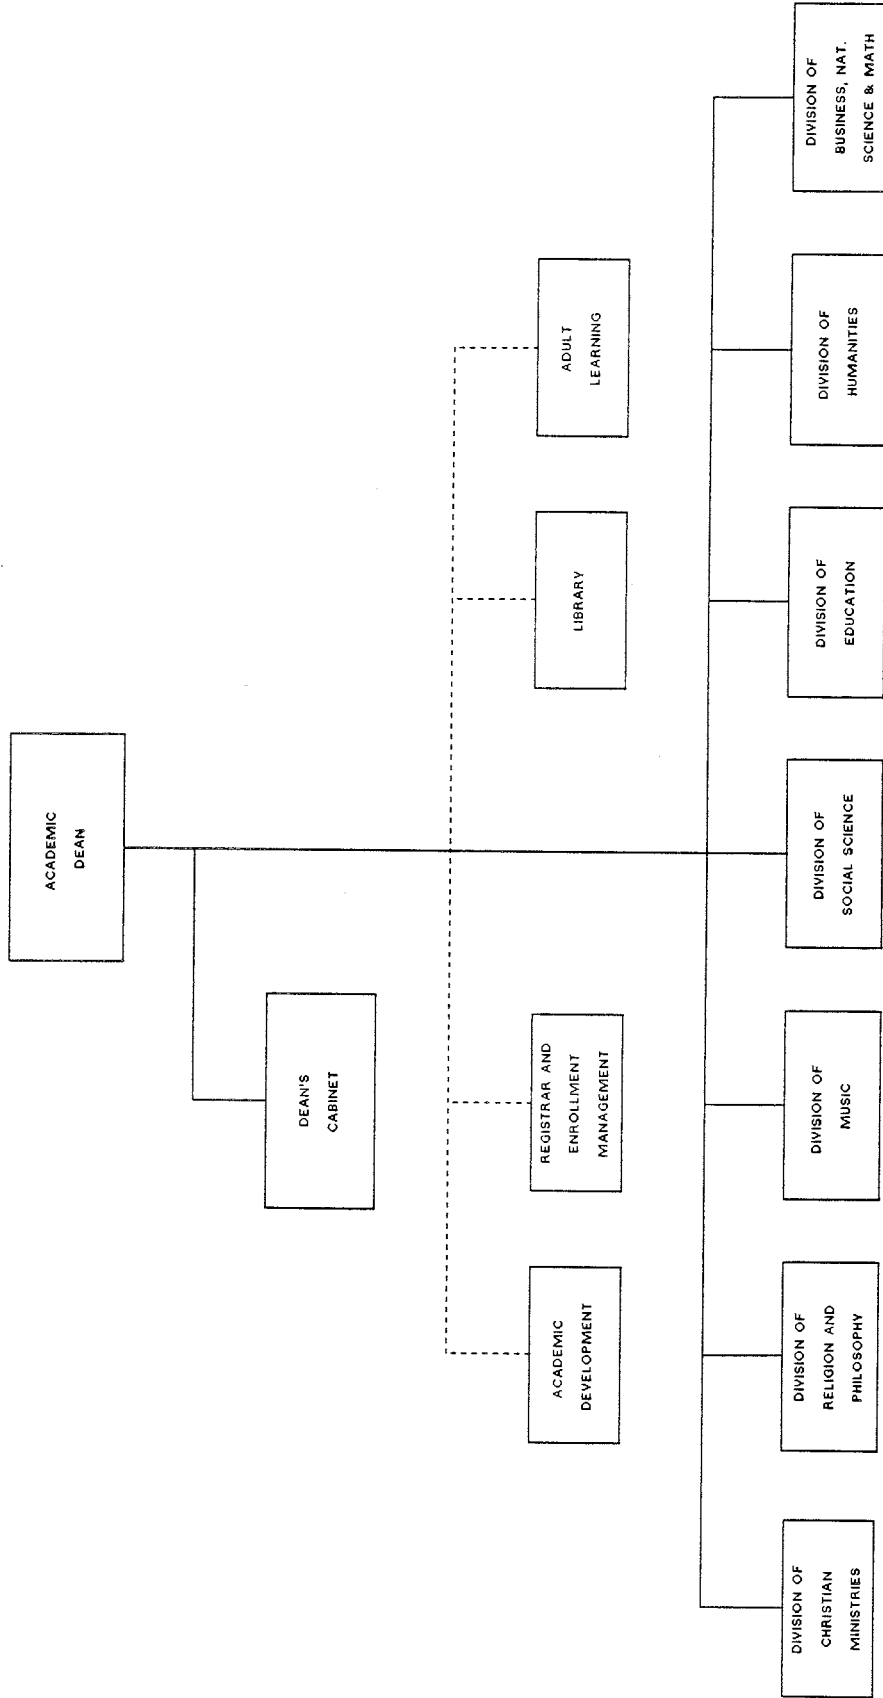 ACADEMIC
DEAN
DEAN'S
CABINET
ACADEMIC
DEVELOPMENT
REGISTRAR AND
ENROLLMENT
MANAGEMENT
LIBRARY
ADULT
LEARNING
DIVISION OF
CHRISTIAN
MINISTRIES
DIVISION OF
RELIGION AND
PHILOSOPHY
DIVISION OF
MUSIC
DIVISION OF
SOCIAL SCIENCE
DIVISION OF
EDUCATION
DIVISION OF
HUMANITIES
DIVISION OF
BUSINESS, NAT.
SCIENCE & MATH